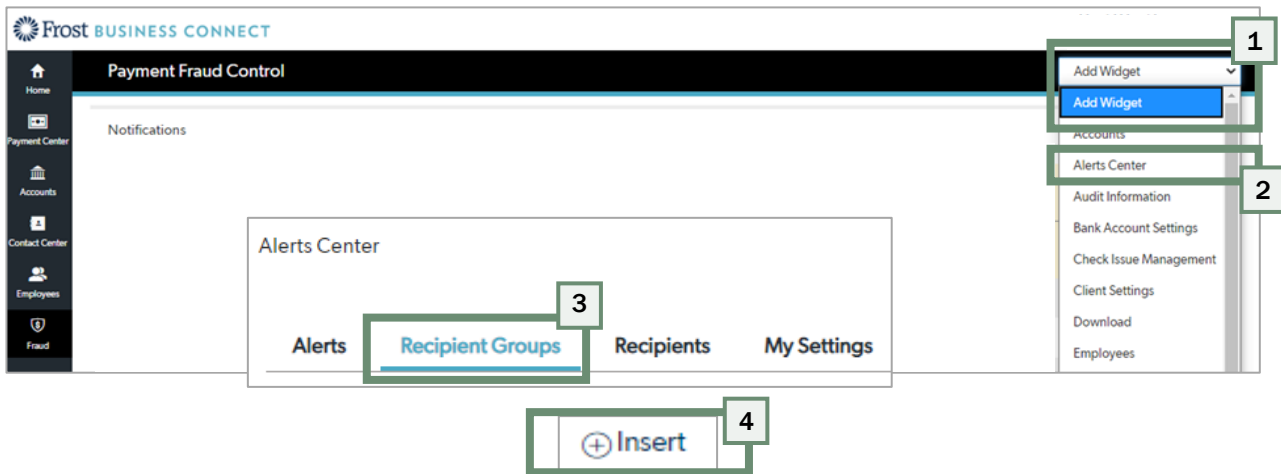 Frost BUSINESS CONNECT
1
Home
Payment Fraud Control
Add Widget
Add Widget
Payment Center
Notifications
Accounts
Alerts Center
2
Accounts
Audit Information
Bank Account Settings
Contact Center
Check Issue Management
Employees
Client Settings
Download
Fraud
Employees
Alerts Center
3
Alerts Recipient Groups Recipients My Settings
4
Insert